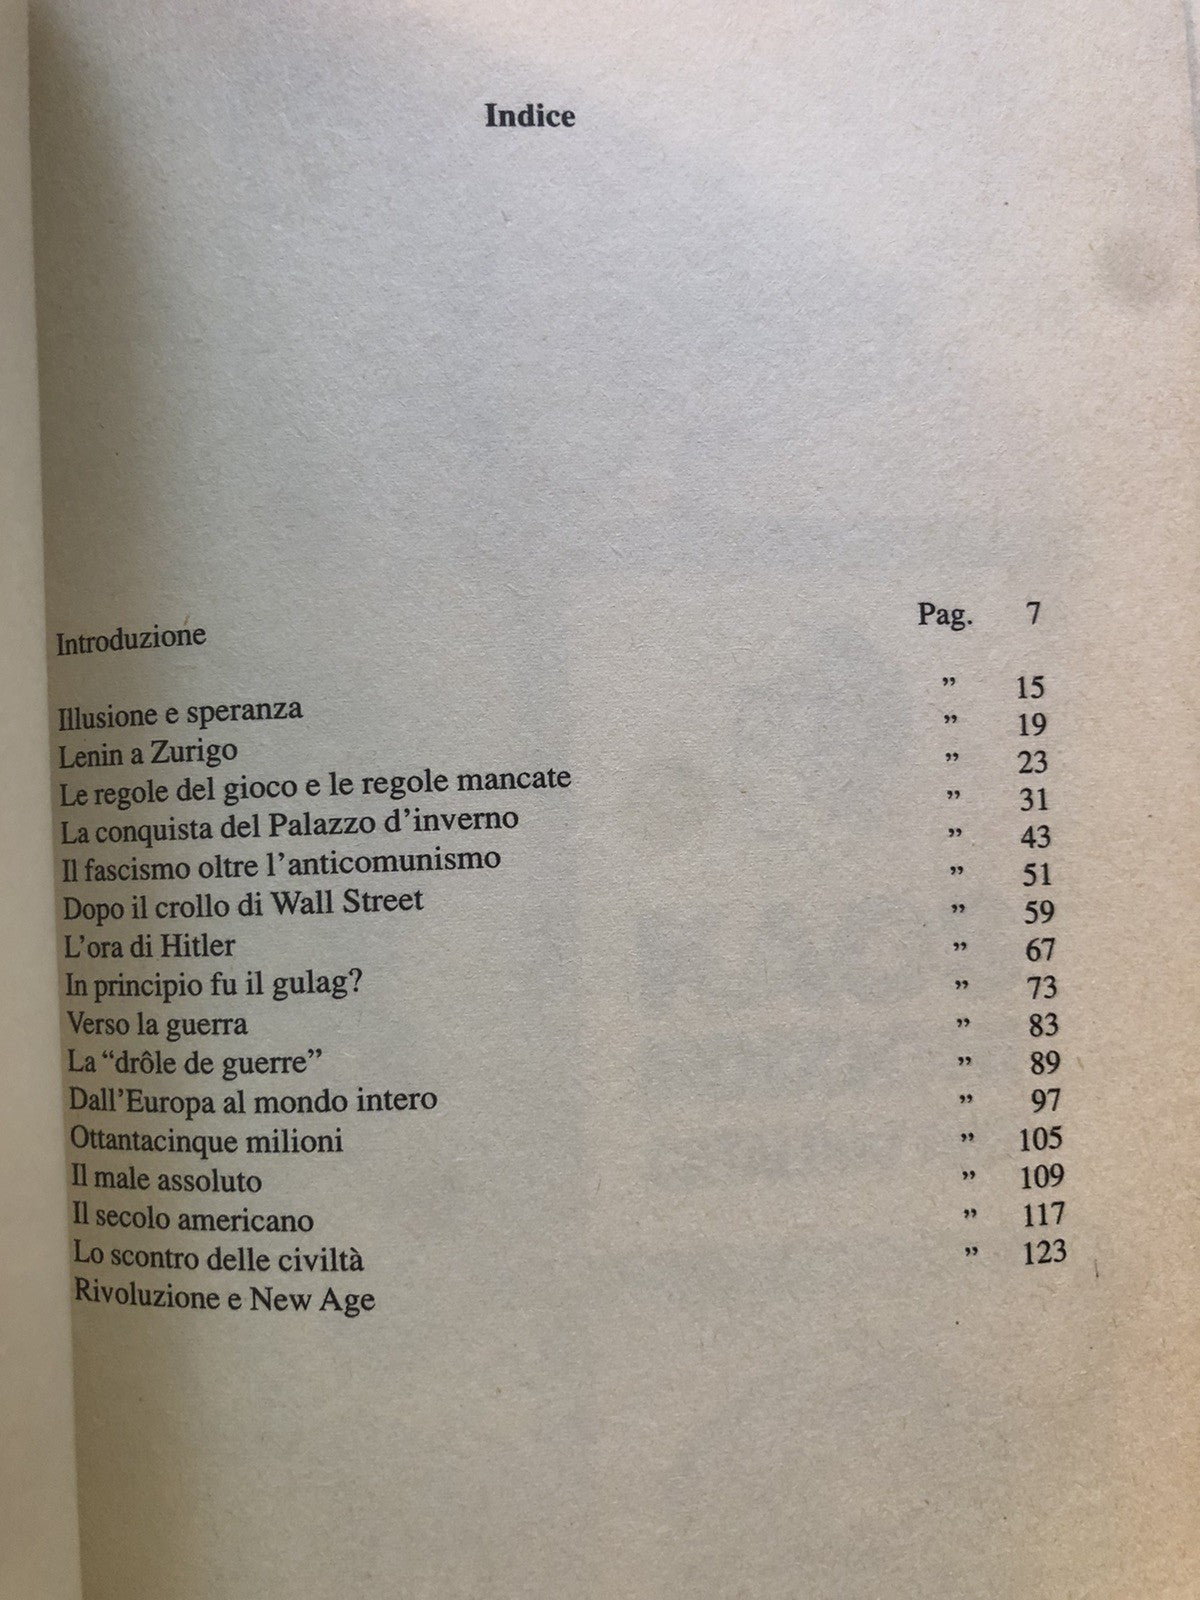 Indice
Introduzione Pag. 7
Illusione e speranza ” 15
Lenin a Zurigo ” 19
Le regole del gioco e le regole mancate ” 23
La conquista del Palazzo d’inverno ” 31
Il fascismo oltre l’anticomunismo ” 43
Dopo il crollo di Wall Street ” 51
L’ora di Hitler ” 59
In principio fu il gulag? ” 67
Verso la guerra ” 73
La “drôle de guerre” ” 83
Dall’Europa al mondo intero ” 89
Ottantacinque milioni ” 97
Il male assoluto ” 105
Il secolo americano ” 109
Lo scontro delle civiltà ” 117
Rivoluzione e New Age ” 123